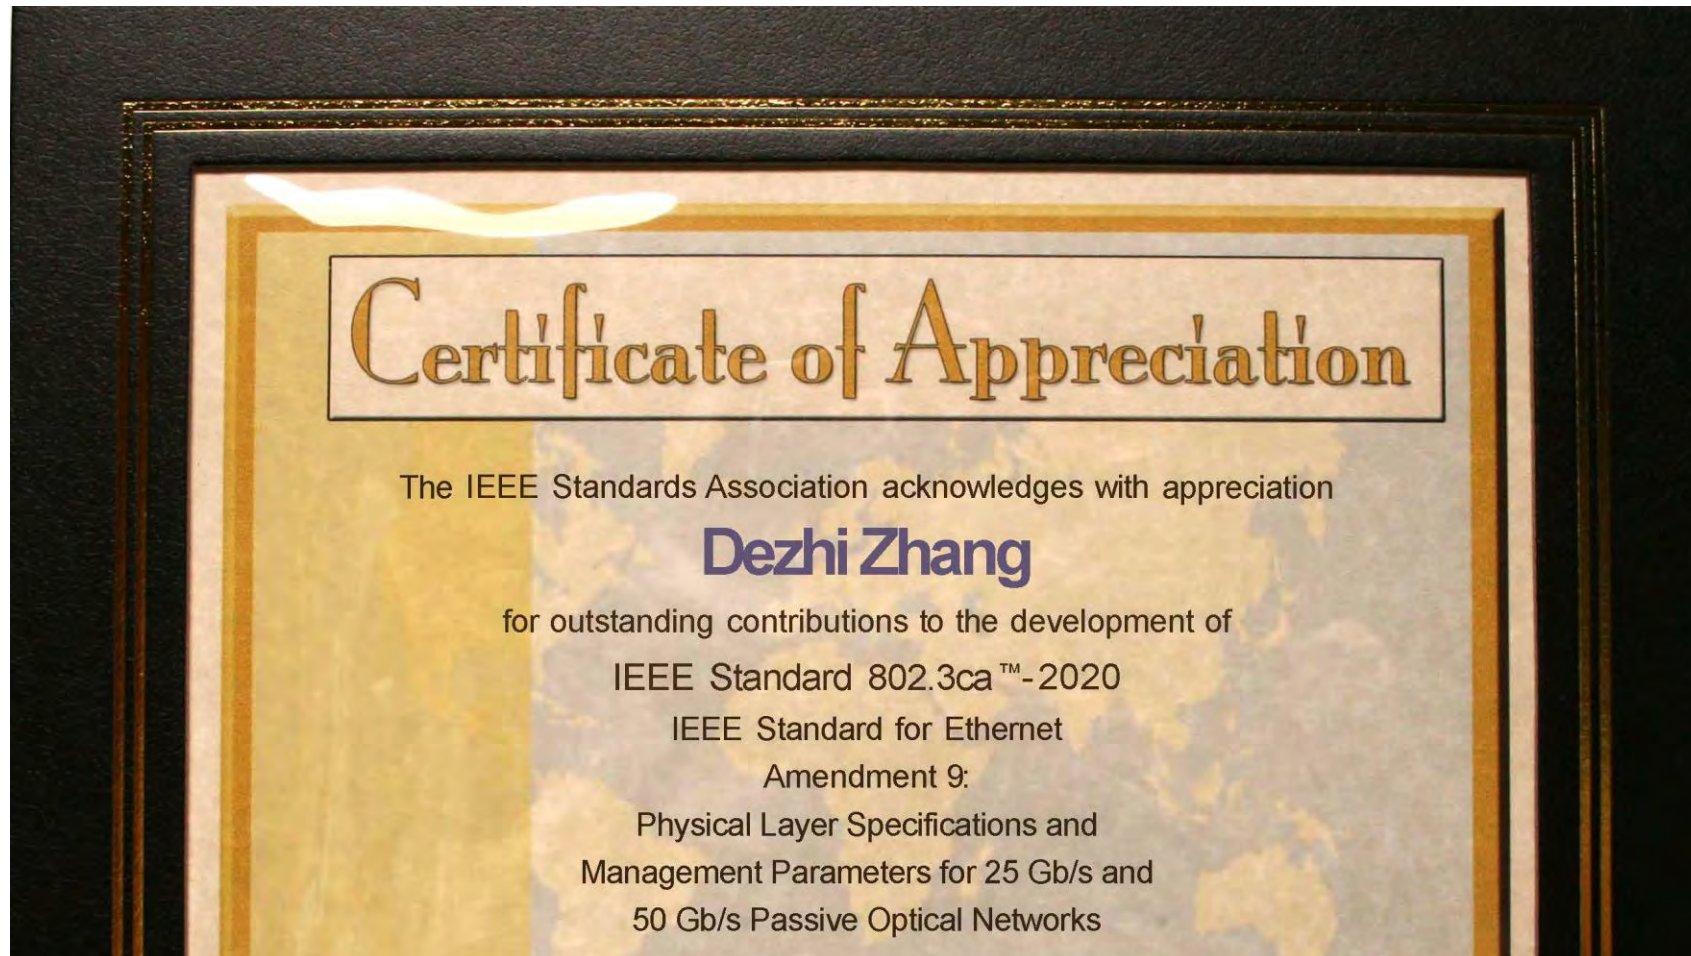 Certificate of Appreciation
The IEEE Standards Association acknowledges with appreciation
Dezhi Zhang
for outstanding contributions to the development of
IEEE Standard 802.3ca™-2020
IEEE Standard for Ethernet
Amendment 9:
Physical Layer Specifications and
Management Parameters for 25 Gb/s and
50 Gb/s Passive Optical Networks